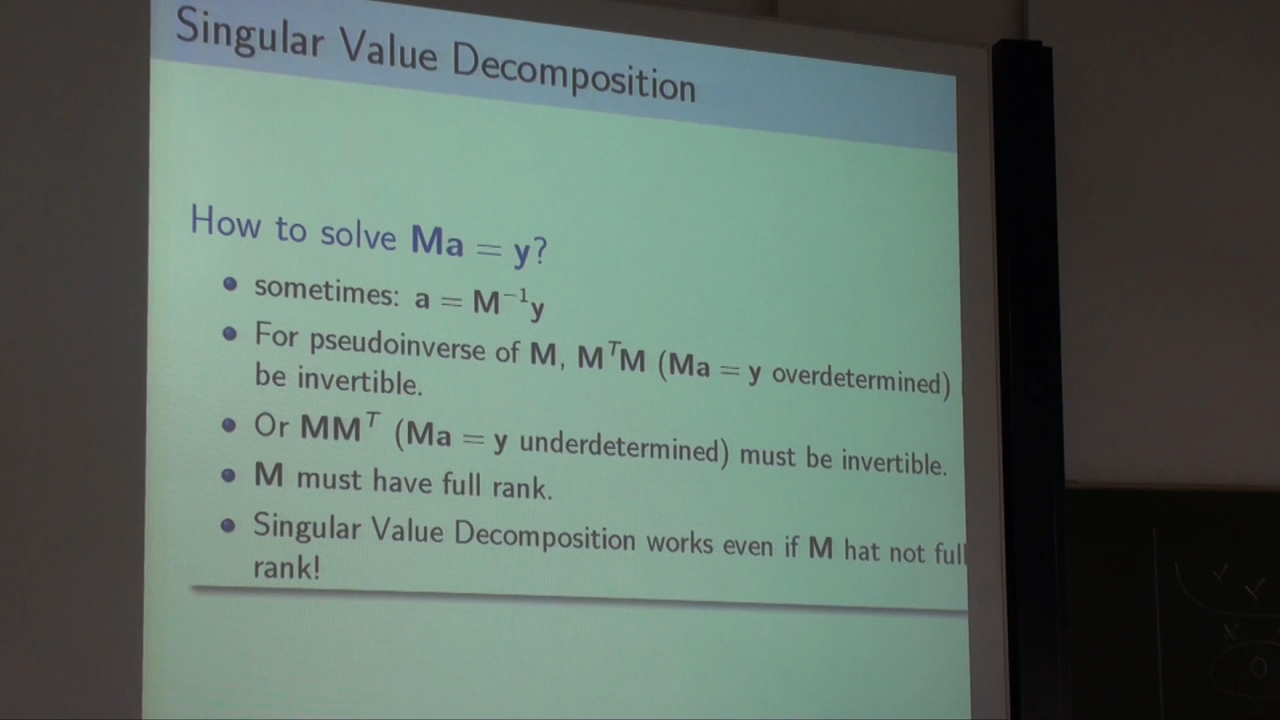 Singular Value Decomposition
How to solve Ma = y?
sometimes: a = M⁻¹y
For pseudoinverse of M, MᵀM (Ma = y overdetermined)
be invertible.
Or MMᵀ (Ma = y underdetermined) must be invertible.
M must have full rank.
Singular Value Decomposition works even if M hat not full
rank!